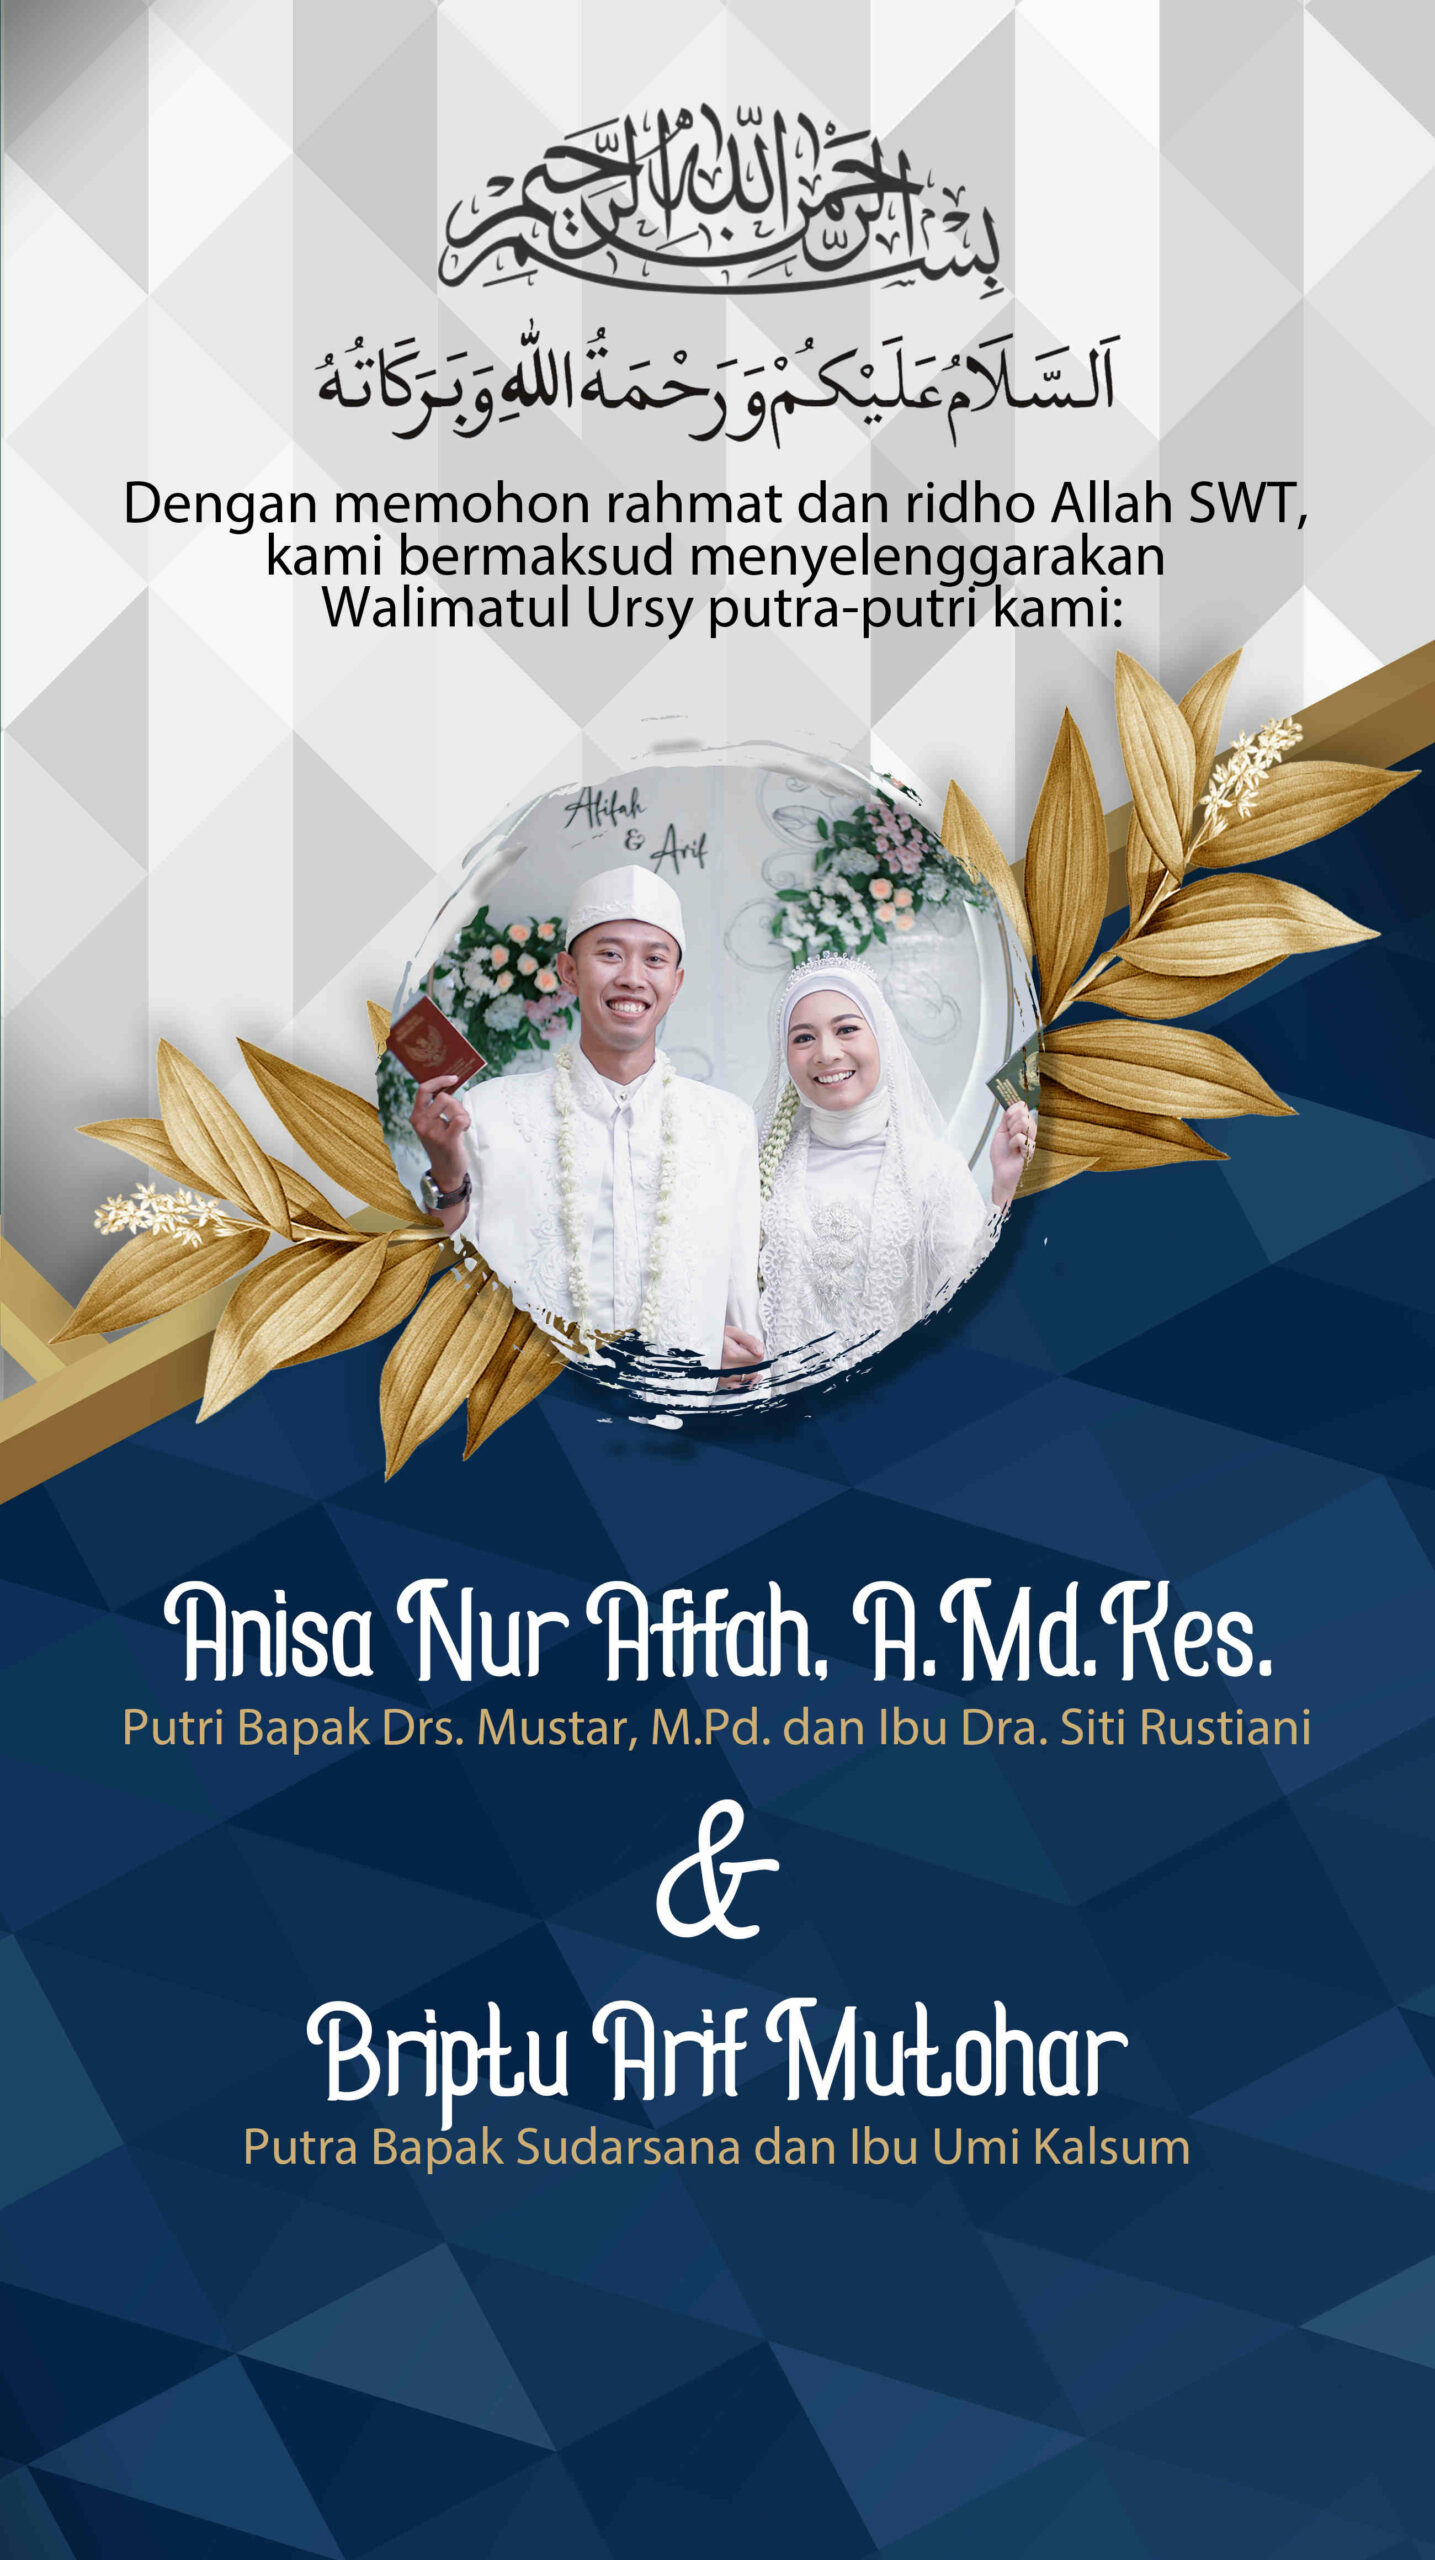 بِسْمِ اللهِ الرَّحْمٰنِ الرَّحِيْمِ
اَلسَّلَامُ عَلَيْكُمْ وَرَحْمَةُ اللهِ وَبَرَكَاتُهُ
Dengan memohon rahmat dan ridho Allah SWT,
kami bermaksud menyelenggarakan
Walimatul Ursy putra-putri kami:
Afifah
& Arif
Anisa Nur Afifah, A.Md.Kes.
Putri Bapak Drs. Mustar, M.Pd. dan Ibu Dra. Siti Rustiani
&
Briptu Arif Mutohar
Putra Bapak Sudarsana dan Ibu Umi Kalsum